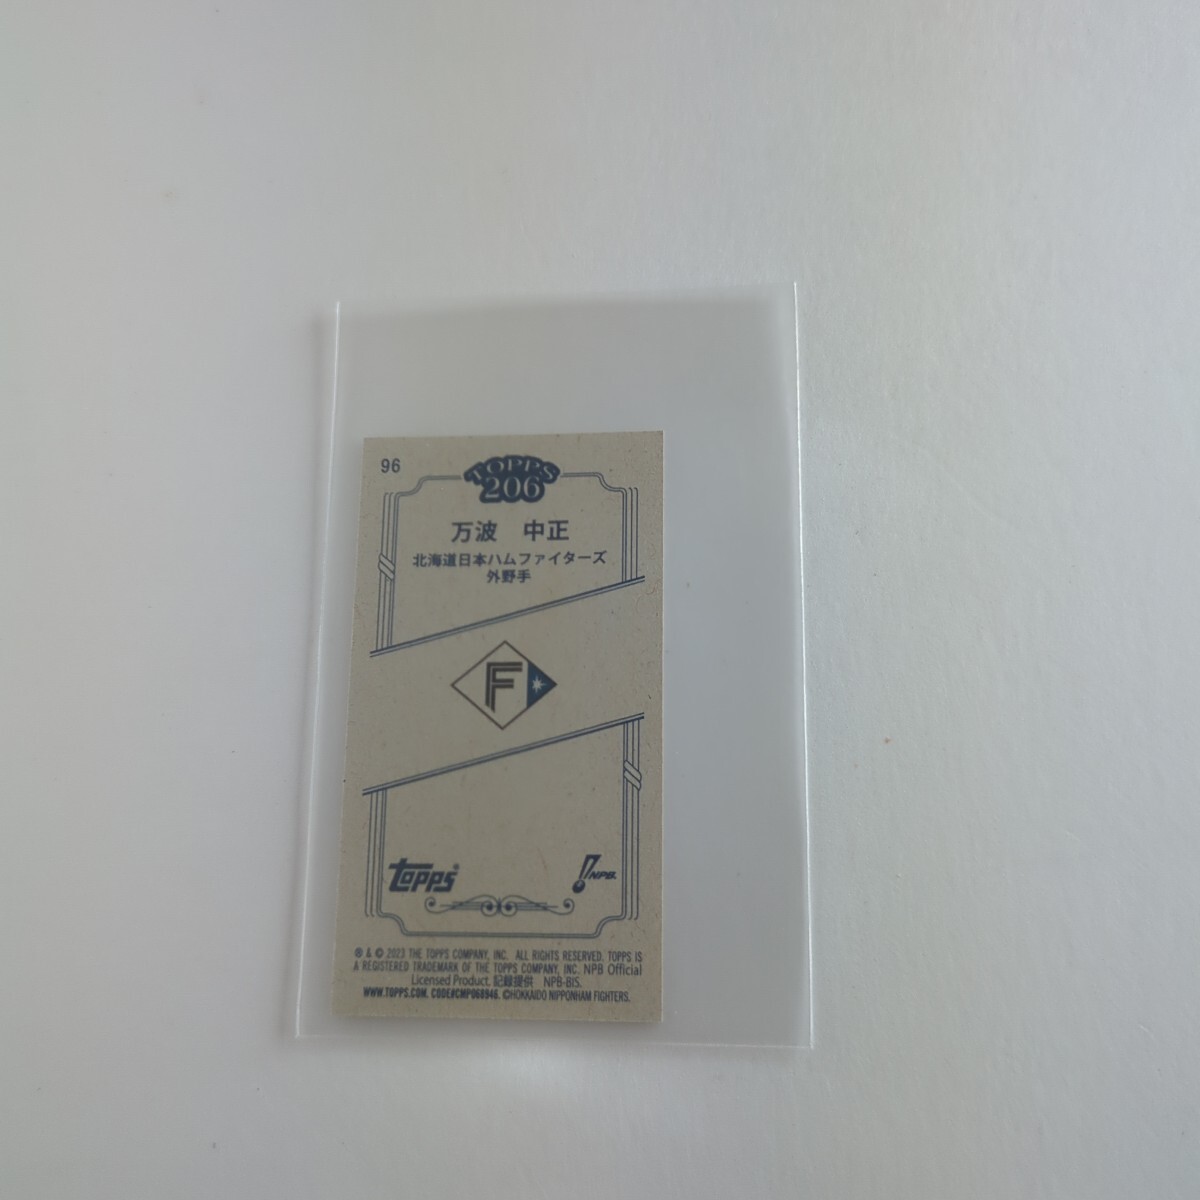 96
TOPPS
206
万波 中正
北海道日本ハムファイターズ
外野手
F
topps®
NPB.
® & © 2023 THE TOPPS COMPANY, INC. ALL RIGHTS RESERVED. TOPPS IS
A REGISTERED TRADEMARK OF THE TOPPS COMPANY, INC. NPB Official
Licensed Product. 記録提供 NPB-BIS.
WWW.TOPPS.COM. CODE#CMP068946. ©HOKKAIDO NIPPONHAM FIGHTERS.